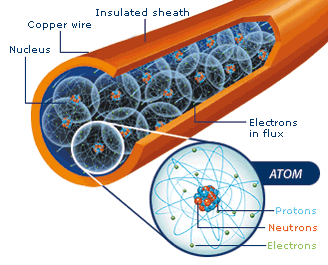 Insulated sheath
Copper wire
Nucleus
Electrons
in flux
ATOM
Protons
Neutrons
Electrons